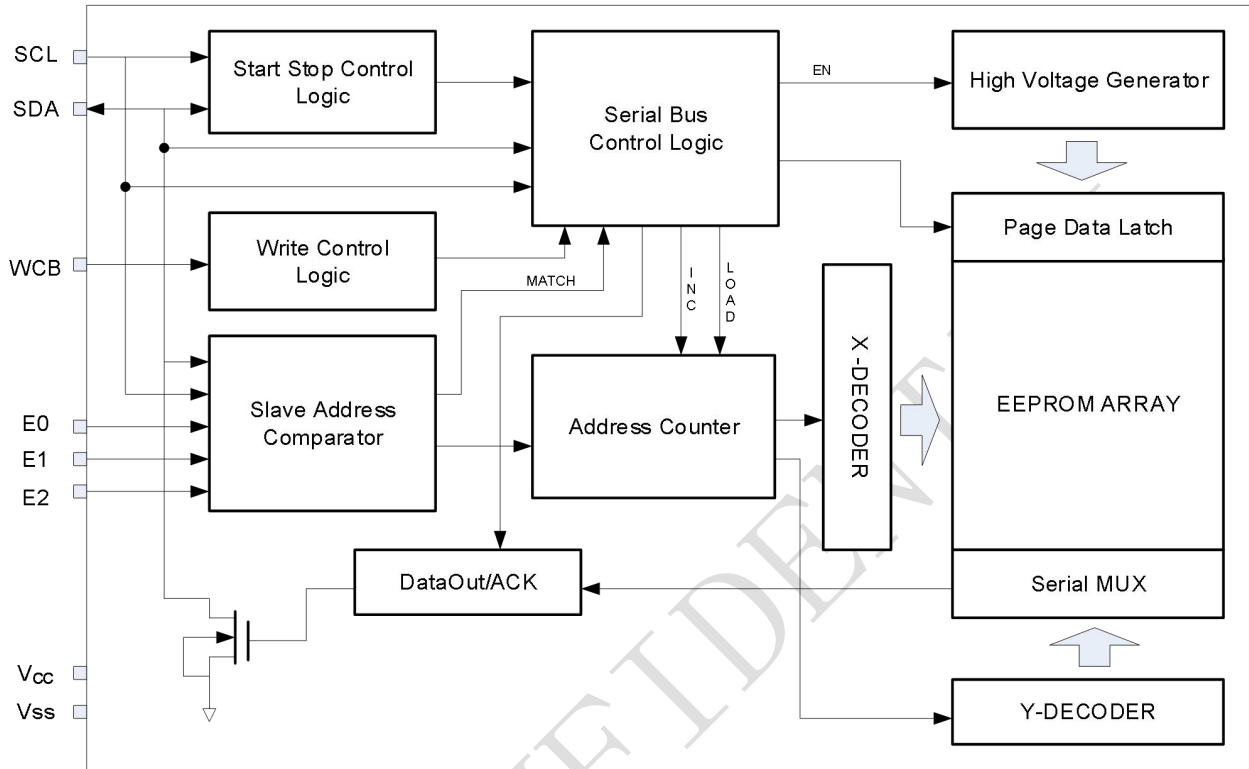 SCL
SDA
WCB
E0
E1
E2
Vcc
Vss
Start Stop Control
Logic
Write Control
Logic
Slave Address
Comparator
Serial Bus
Control Logic
EN
MATCH
INC
LOAD
High Voltage Generator
Page Data Latch
EEPROM ARRAY
Serial MUX
Address Counter
X -DECODER
DataOut/ACK
Y-DECODER